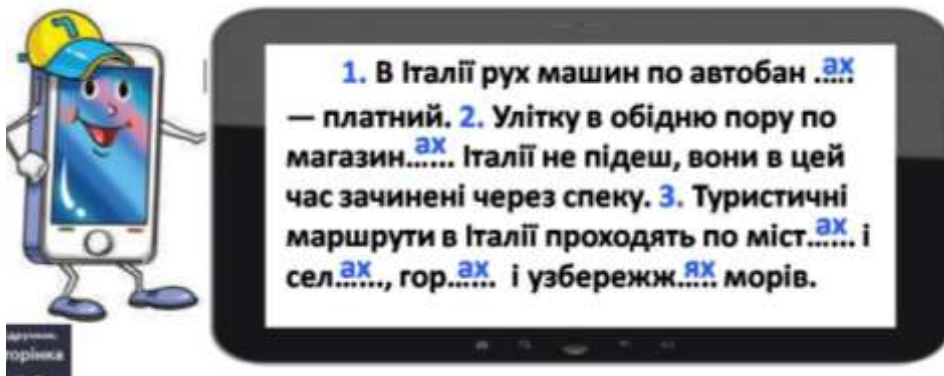 1. В Італії рух машин по автобан.....ах
— платний. 2. Улітку в обідню пору по
магазин......ах Італії не підеш, вони в цей
час зачинені через спеку. 3. Туристичні
маршрути в Італії проходять по міст......ах і
сел......ах, гор......ах і узбережж.....ях морів.